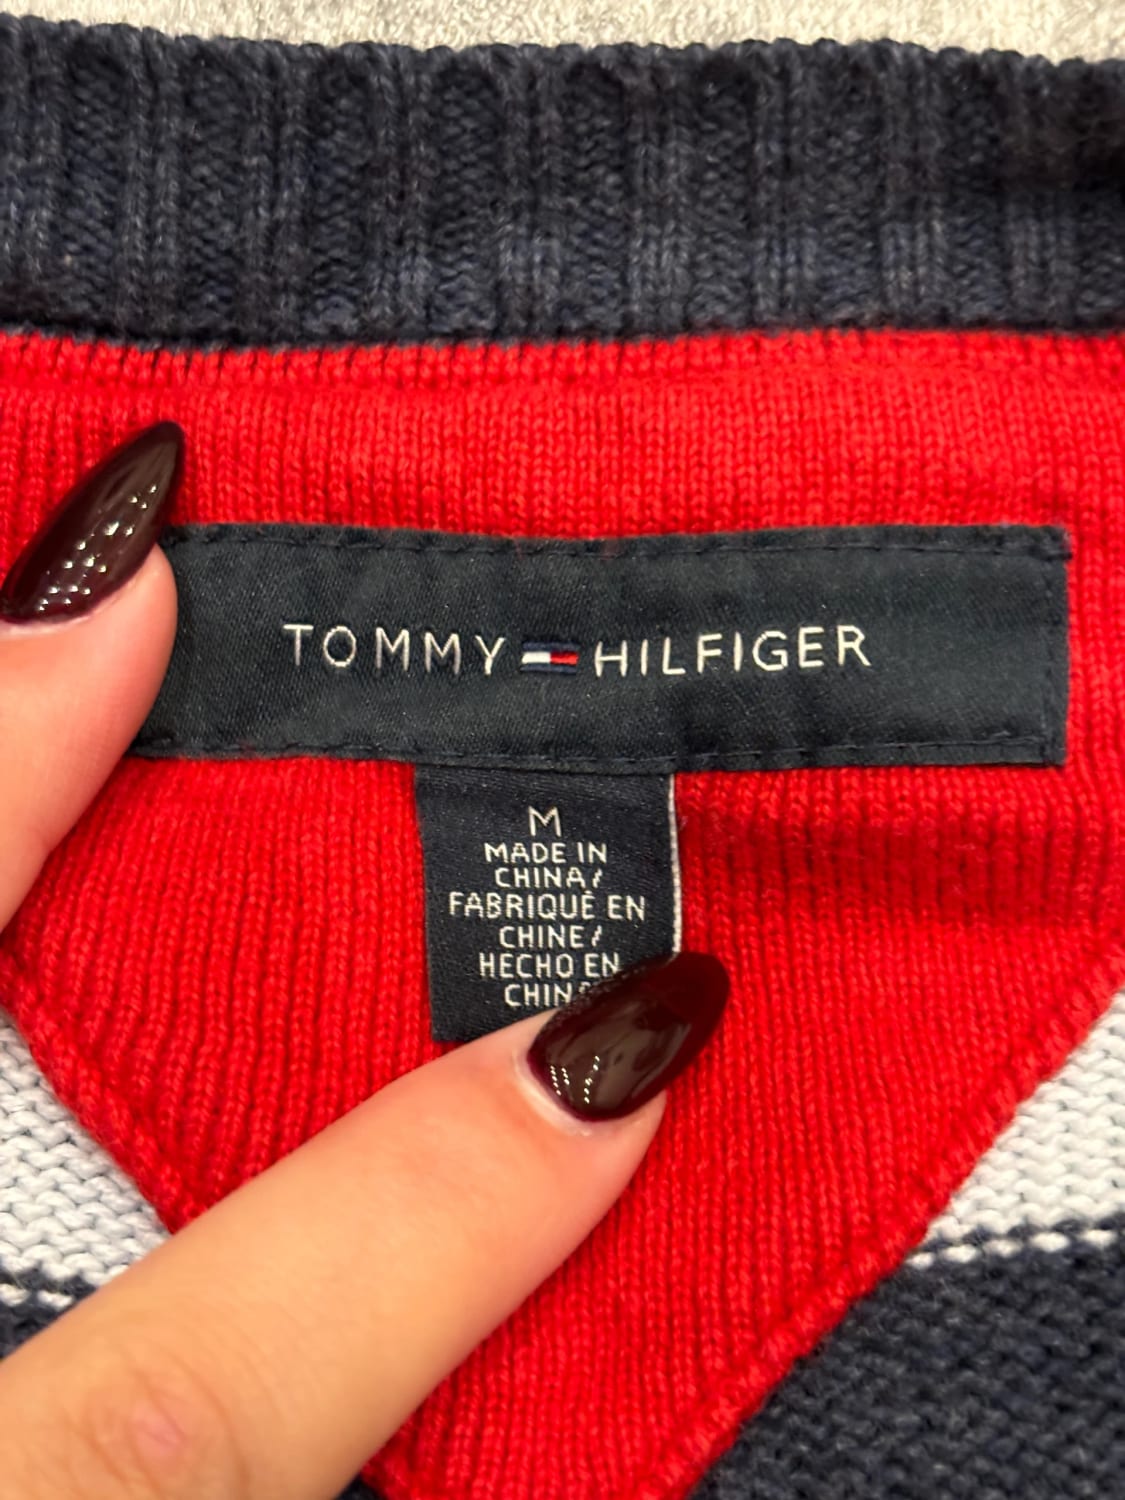 TOMMY HILFIGER
M
MADE IN
CHINA/
FABRIQUÉ EN
CHINE/
HECHO EN